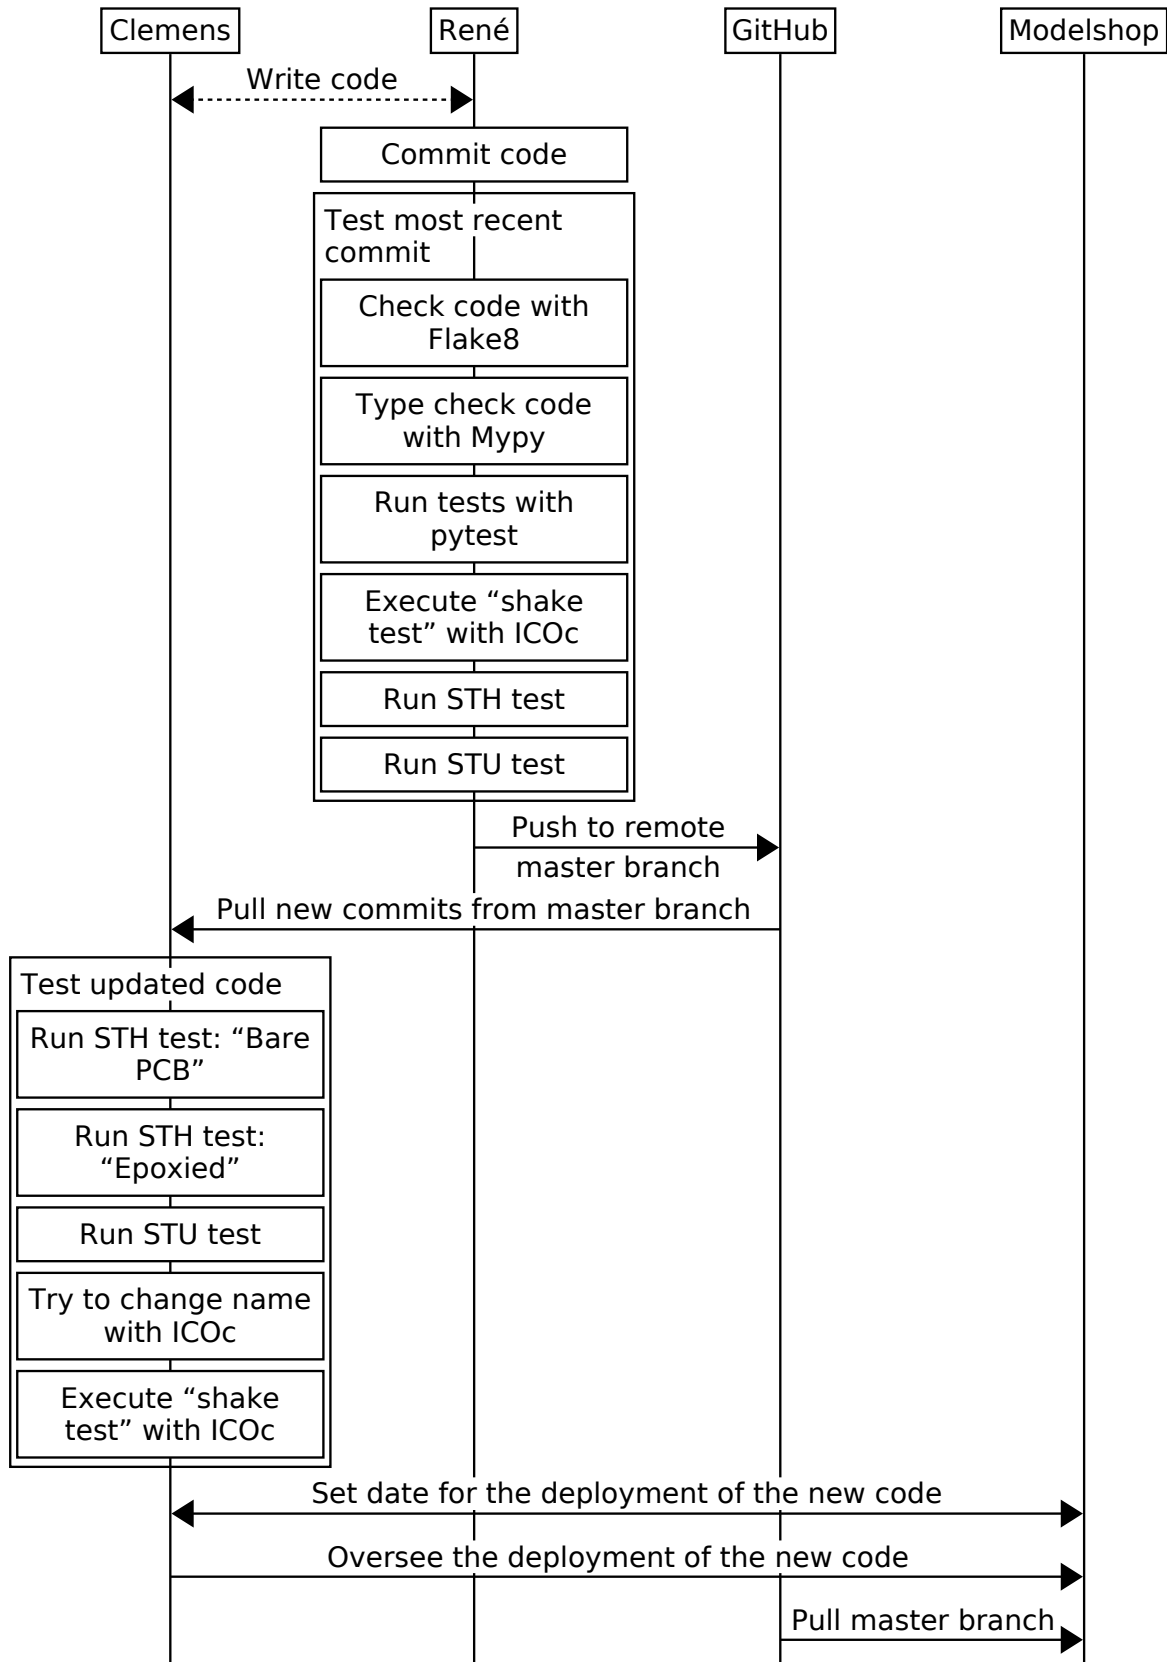 Clemens
René
GitHub
Modelshop
Write code
Commit code
Test most recent
commit
Check code with
Flake8
Type check code
with Mypy
Run tests with
pytest
Execute “shake
test” with ICOc
Run STH test
Run STU test
Push to remote
master branch
Pull new commits from master branch
Test updated code
Run STH test: “Bare
PCB”
Run STH test:
“Epoxied”
Run STU test
Try to change name
with ICOc
Execute “shake
test” with ICOc
Set date for the deployment of the new code
Oversee the deployment of the new code
Pull master branch